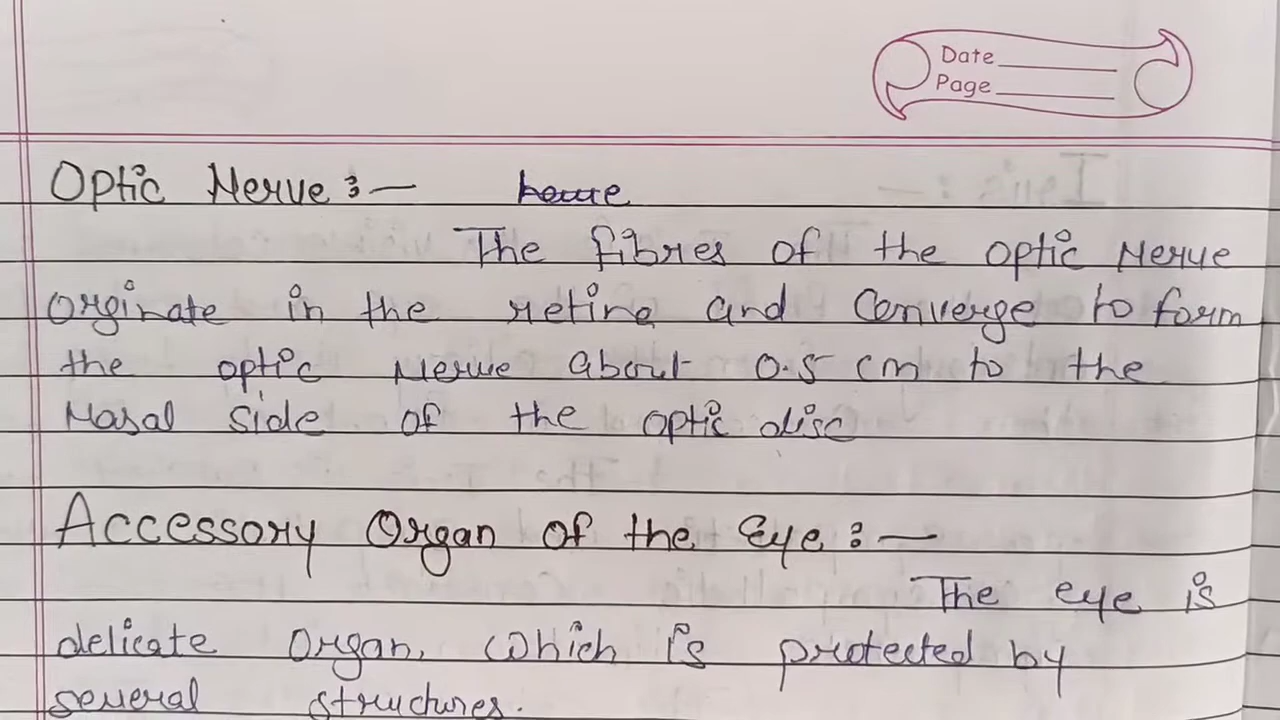 Date
Page
Optic Nerve :-
The fibres of the optic Nerve
Orginate in the retina and Converge to form
the optic Nerve about 0.5 cm to the
Nasal side of the optic disc
Accessory Organ of the Eye :-
The eye is
delicate organ, which is protected by
several structures.